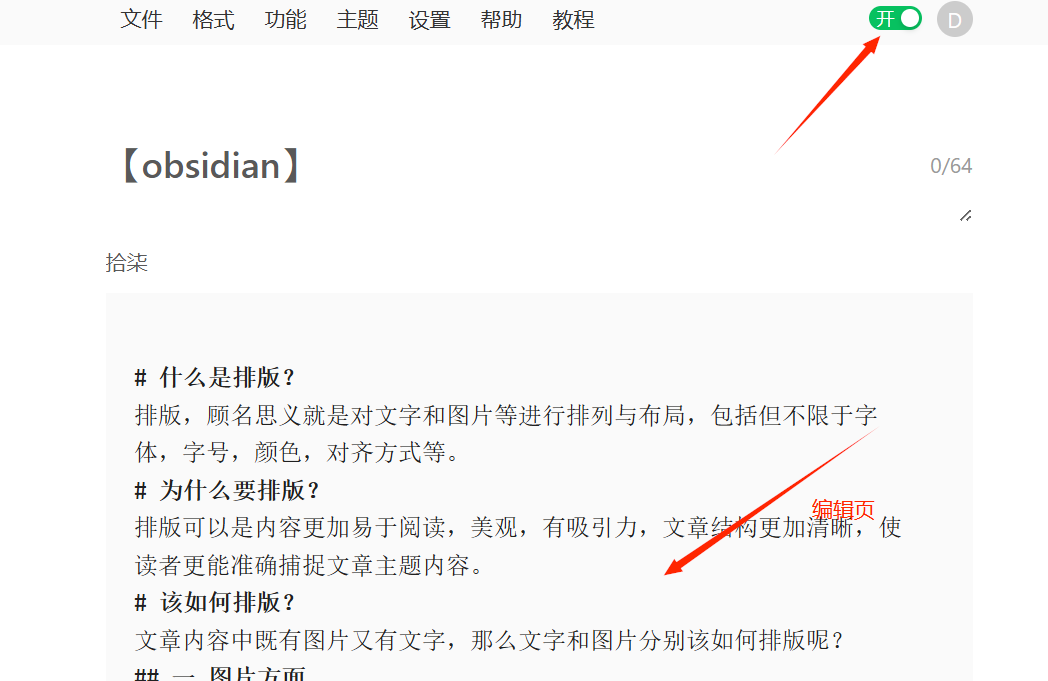 文件 格式 功能 主题 设置 帮助 教程 开 D
【obsidian】 0/64
拾柒
# 什么是排版？
排版，顾名思义就是对文字和图片等进行排列与布局，包括但不限于字
体，字号，颜色，对齐方式等。
# 为什么要排版？
编辑页
排版可以是内容更加易于阅读，美观，有吸引力，文章结构更加清晰，使
读者更能准确捕捉文章主题内容。
# 该如何排版？
文章内容中既有图片又有文字，那么文字和图片分别该如何排版呢？
## 一 图片方面